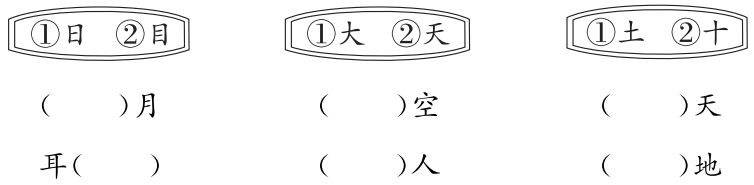 ①日 ②目 ①大 ②天 ①土 ②十
( )月 ( )空 ( )天
耳( ) ( )人 ( )地